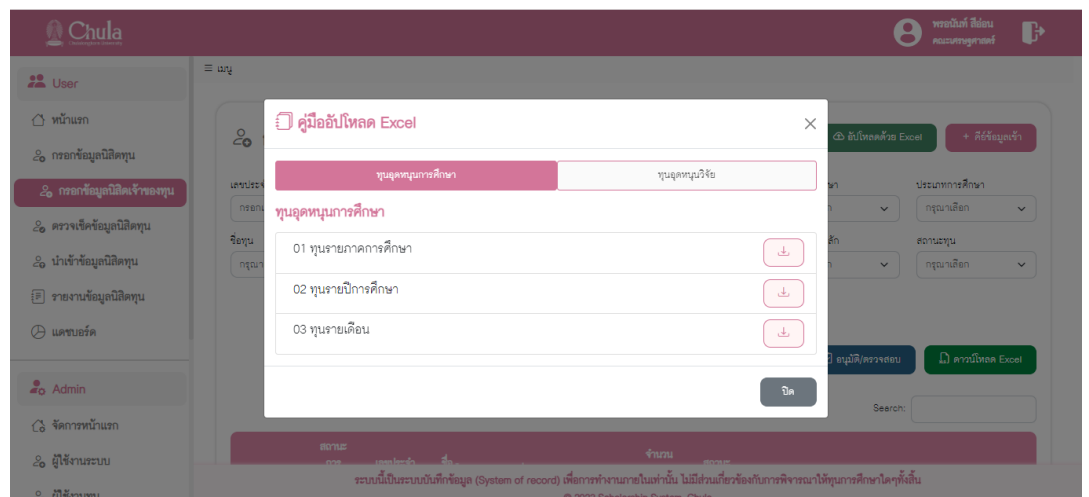 Chula
พรอนันท์ สีอ่อน
คณะเศรษฐศาสตร์
User
หน้าแรก
กรอกข้อมูลนิสิตทุน
กรอกข้อมูลนิสิตเจ้าของทุน
ตรวจเช็คข้อมูลนิสิตทุน
นำเข้าข้อมูลนิสิตทุน
รายงานข้อมูลนิสิตทุน
แดชบอร์ด
Admin
จัดการหน้าแรก
ผู้ใช้งานระบบ
เมนู
อัปโหลดด้วย Excel
+ คีย์ข้อมูลเข้า
ประเภทการศึกษา
กรุณาเลือก
ชื่อทุน
สถานะทุน
กรุณาเลือก
คู่มืออัปโหลด Excel
ทุนอุดหนุนการศึกษา
ทุนอุดหนุนวิจัย
ทุนอุดหนุนการศึกษา
01 ทุนรายภาคการศึกษา
02 ทุนรายปีการศึกษา
03 ทุนรายเดือน
ปิด
อนุมัติ/ตรวจสอบ
ดาวน์โหลด Excel
Search:
สถานะ
จำนวน
ระบบนี้เป็นระบบบันทึกข้อมูล (System of record) เพื่อการทำงานภายในเท่านั้น ไม่มีส่วนเกี่ยวข้องกับการพิจารณาให้ทุนการศึกษาใดๆทั้งสิ้น